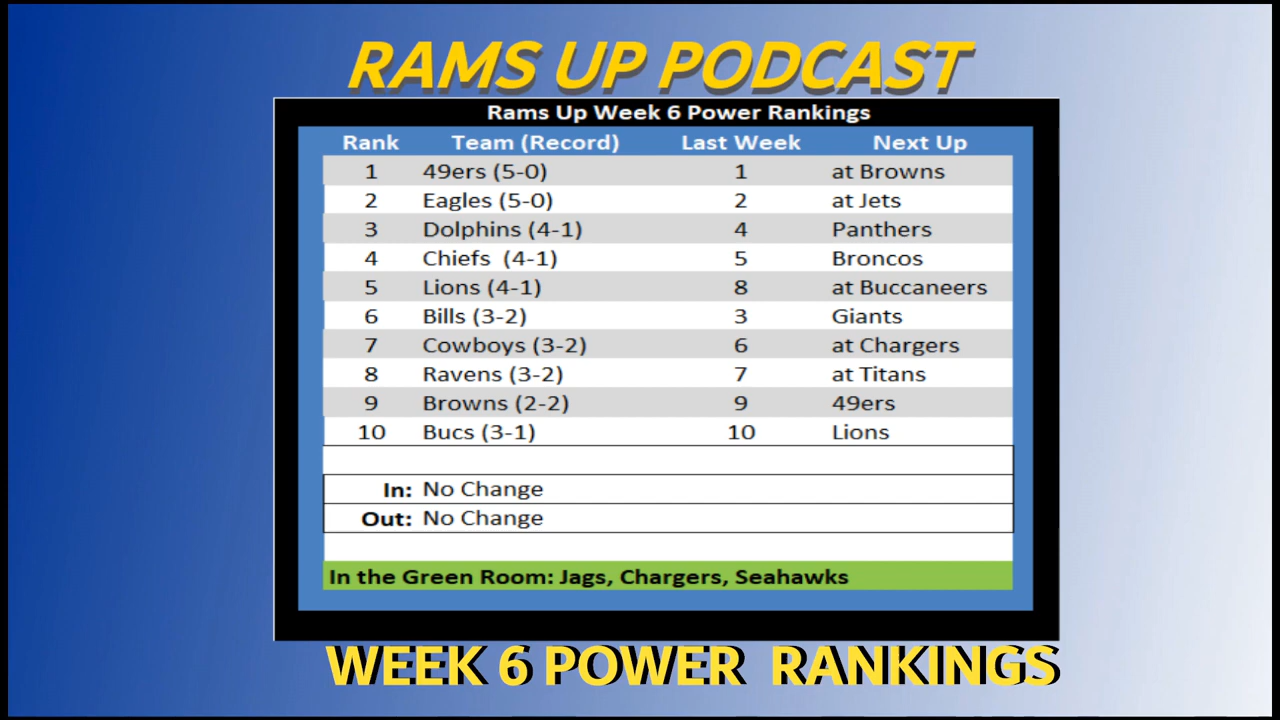 RAMS UP PODCAST
Rams Up Week 6 Power Rankings
Rank Team (Record) Last Week Next Up
1 49ers (5-0) 1 at Browns
2 Eagles (5-0) 2 at Jets
3 Dolphins (4-1) 4 Panthers
4 Chiefs (4-1) 5 Broncos
5 Lions (4-1) 8 at Buccaneers
6 Bills (3-2) 3 Giants
7 Cowboys (3-2) 6 at Chargers
8 Ravens (3-2) 7 at Titans
9 Browns (2-2) 9 49ers
10 Bucs (3-1) 10 Lions
In: No Change
Out: No Change
In the Green Room: Jags, Chargers, Seahawks
WEEK 6 POWER RANKINGS